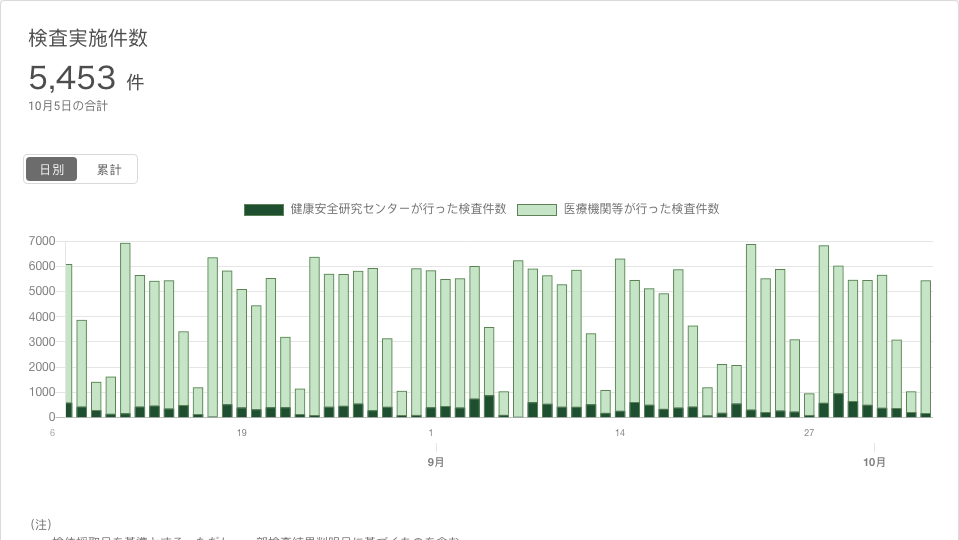 検査実施件数
5,453 件
10月5日の合計
日別 累計
健康安全研究センターが行った検査件数 医療機関等が行った検査件数
7000
6000
5000
4000
3000
2000
1000
0
6 19 1 14 27
9月 10月
（注）